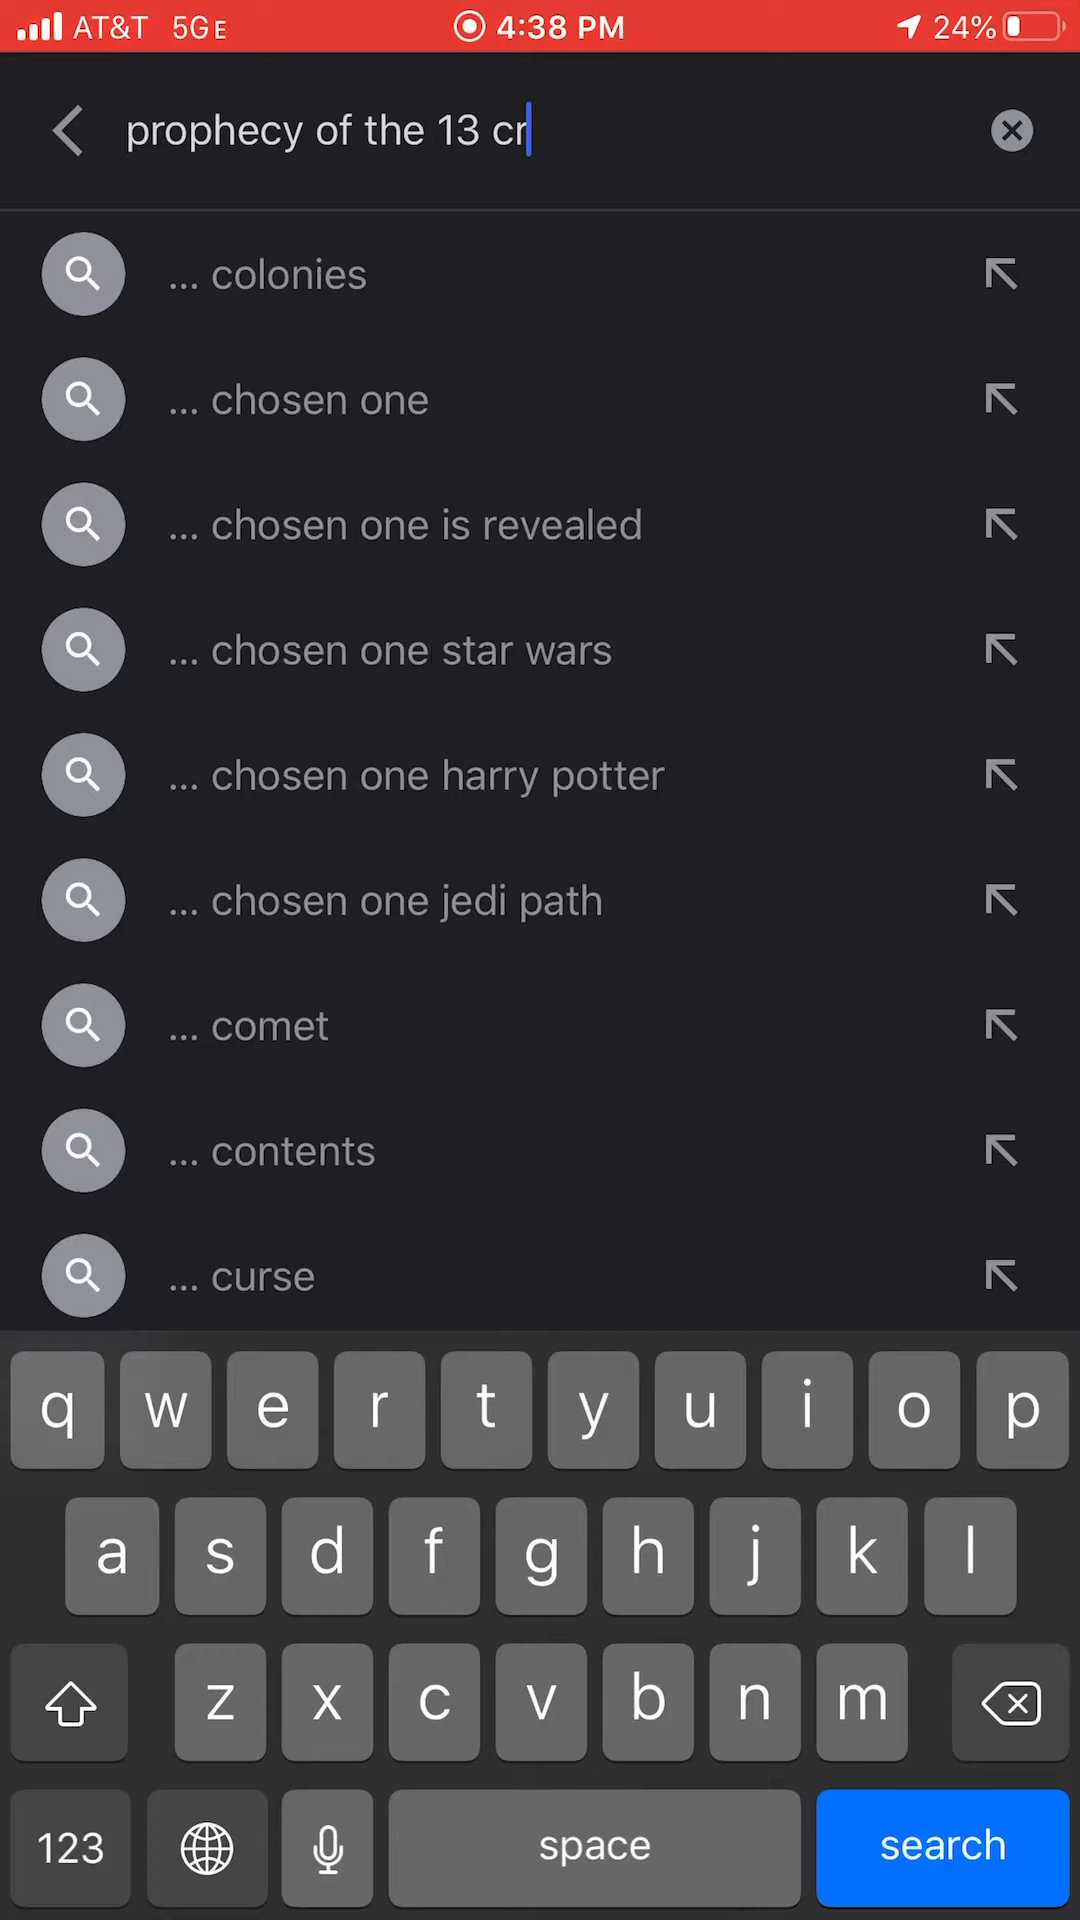 AT&T 5GE 4:38 PM 24%
prophecy of the 13 cr
... colonies
... chosen one
... chosen one is revealed
... chosen one star wars
... chosen one harry potter
... chosen one jedi path
... comet
... contents
... curse
q w e r t y u i o p
a s d f g h j k l
z x c v b n m
123 space search